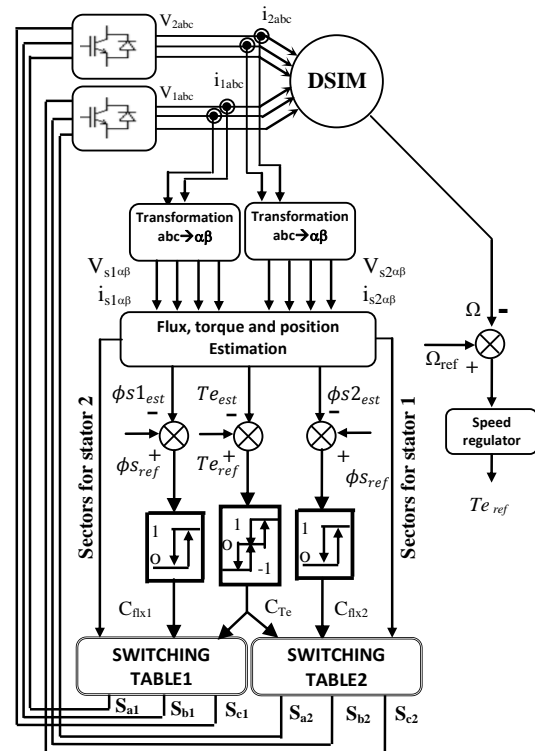 V2abc
i2abc
DSIM
V1abc
i1abc
Transformation
abc→αβ
Transformation
abc→αβ
Vs1αβ
Vs2αβ
is1αβ
is2αβ
Flux, torque and position
Estimation
Ω
-
Ωref
+
Speed
regulator
Te ref
Sectors for stator 2
Sectors for stator 1
ϕs1est
-
Teest
-
ϕs2est
-
+
+
+
ϕsref
Teref
ϕsref
1
0
1
0
-1
1
0
Cflx1
CTe
Cflx2
SWITCHING
TABLE1
SWITCHING
TABLE2
Sa1
Sb1
Sc1
Sa2
Sb2
Sc2